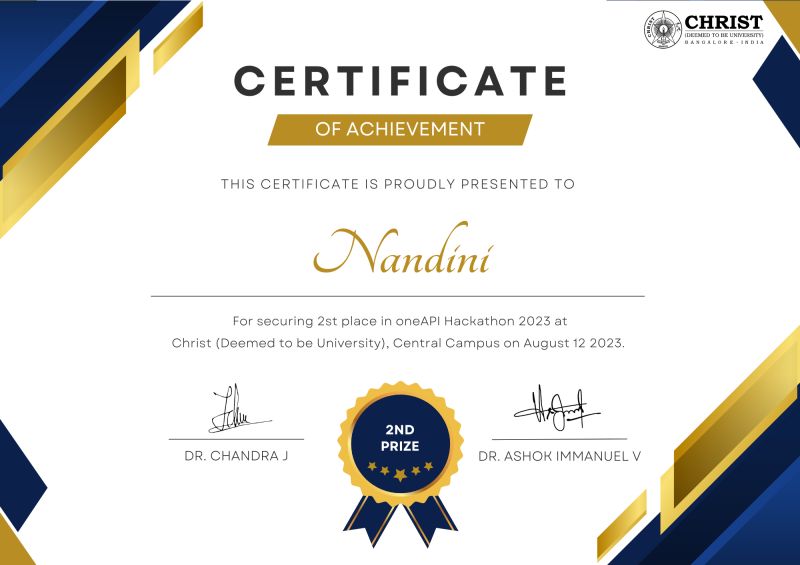 CHRIST
(DEEMED TO BE UNIVERSITY)
BANGALORE · INDIA
CERTIFICATE
OF ACHIEVEMENT
THIS CERTIFICATE IS PROUDLY PRESENTED TO
Nandini
For securing 2st place in oneAPI Hackathon 2023 at
Christ (Deemed to be University), Central Campus on August 12 2023.
2ND
PRIZE
DR. CHANDRA J
DR. ASHOK IMMANUEL V